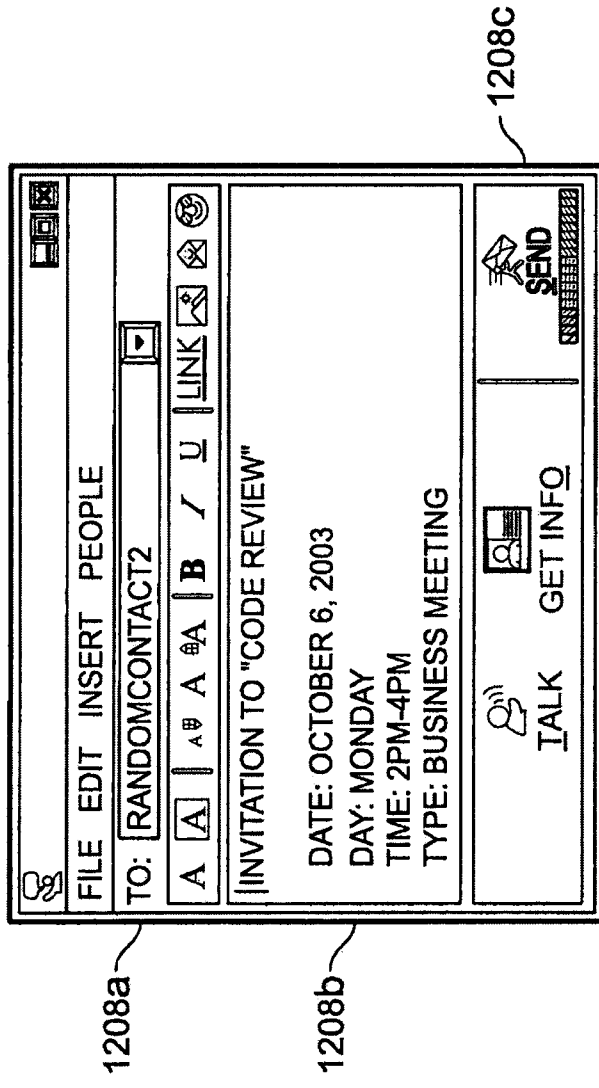 FILE EDIT INSERT PEOPLE
TO: RANDOMCONTACT2
A A A A A B I U LINK
INVITATION TO "CODE REVIEW"
DATE: OCTOBER 6, 2003
DAY: MONDAY
TIME: 2PM-4PM
TYPE: BUSINESS MEETING
TALK GET INFO SEND
1208a
1208b
1208c